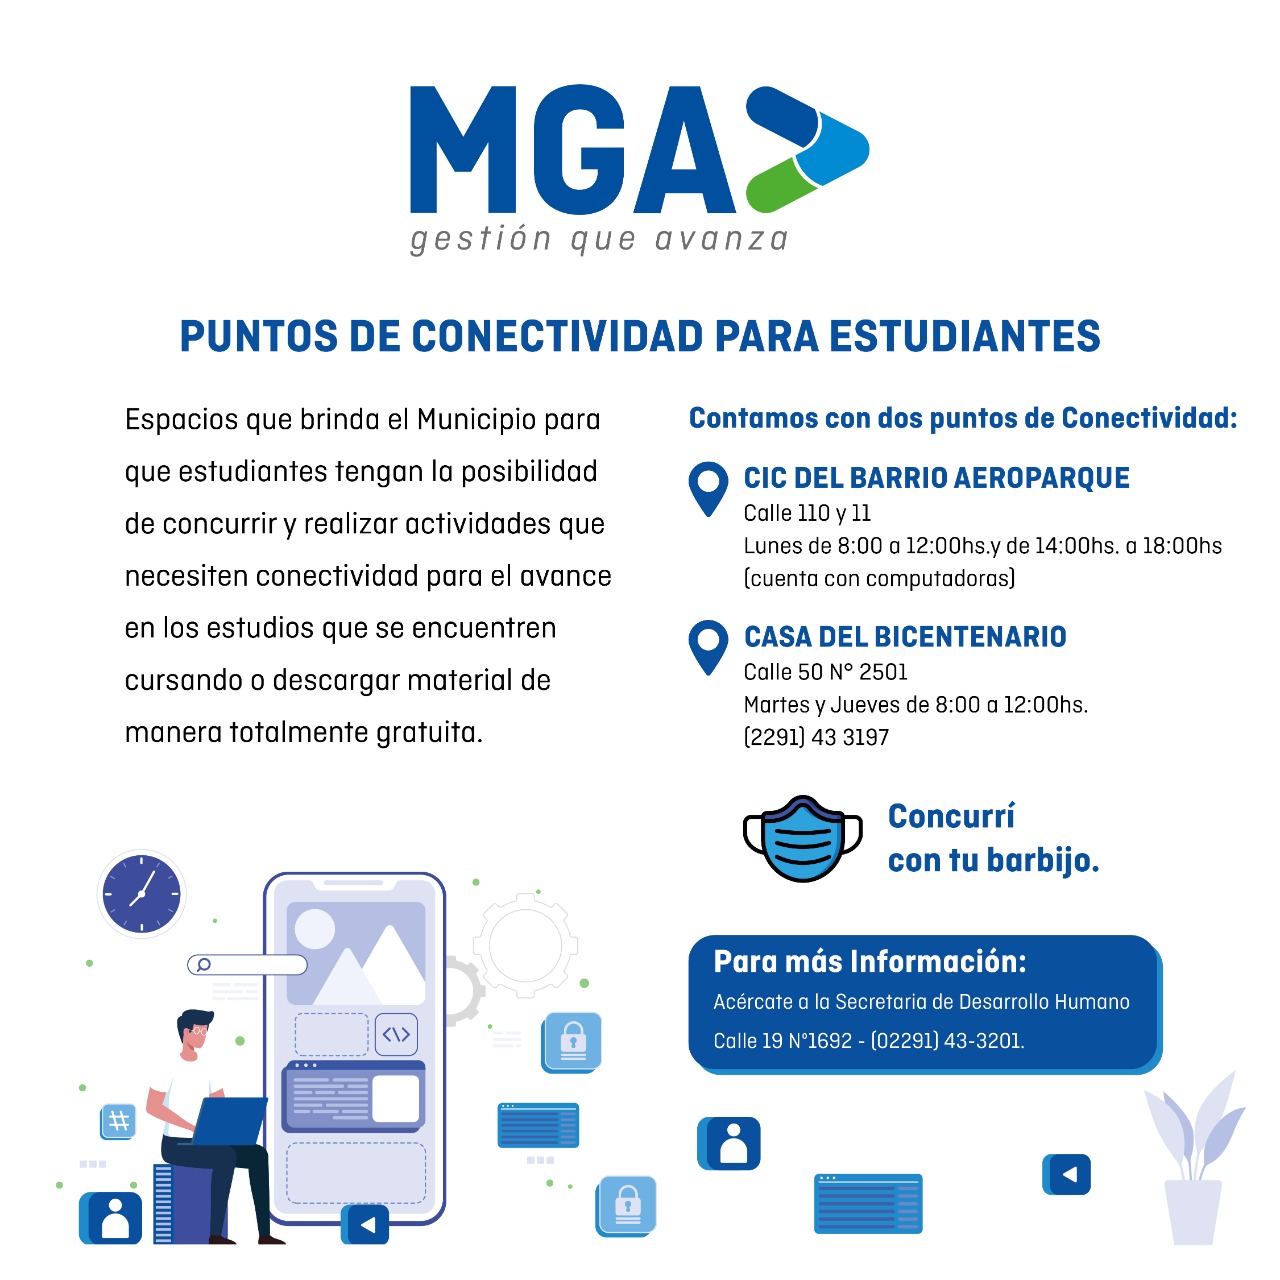 MGA
gestión que avanza
PUNTOS DE CONECTIVIDAD PARA ESTUDIANTES
Espacios que brinda el Municipio para
que estudiantes tengan la posibilidad
de concurrir y realizar actividades que
necesiten conectividad para el avance
en los estudios que se encuentren
cursando o descargar material de
manera totalmente gratuita.
Contamos con dos puntos de Conectividad:
CIC DEL BARRIO AEROPARQUE
Calle 110 y 11
Lunes de 8:00 a 12:00hs.y de 14:00hs. a 18:00hs
(cuenta con computadoras)
CASA DEL BICENTENARIO
Calle 50 N° 2501
Martes y Jueves de 8:00 a 12:00hs.
(2291) 43 3197
Concurrí
con tu barbijo.
Para más Información:
Acércate a la Secretaria de Desarrollo Humano
Calle 19 N°1692 - (02291) 43-3201.